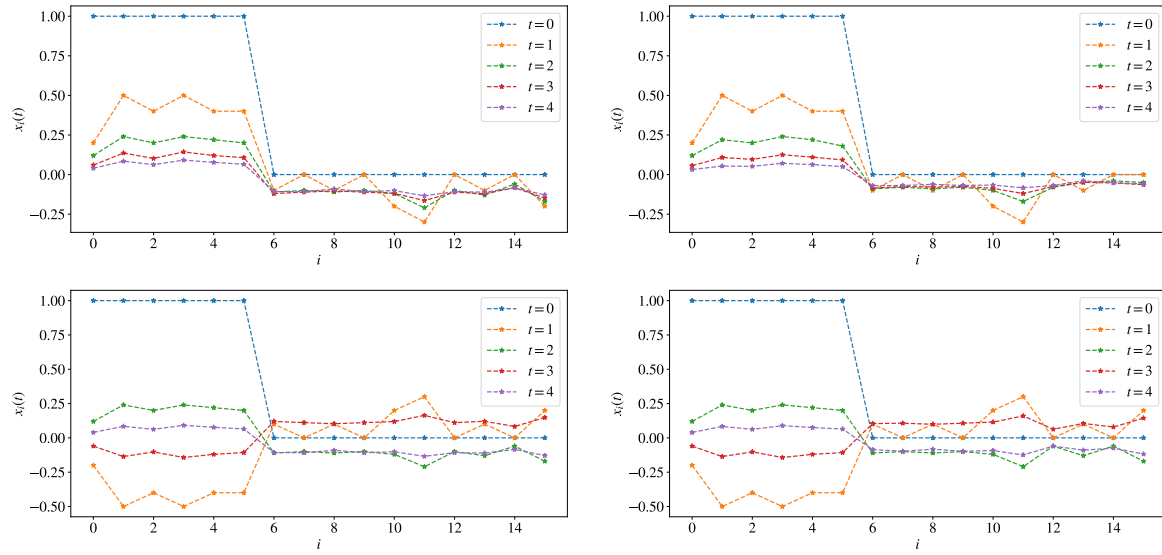 1.00
0.75
0.50
0.25
0.00
−0.25
x_i(t)
0 2 4 6 8 10 12 14
i
t = 0
t = 1
t = 2
t = 3
t = 4
1.00
0.75
0.50
0.25
0.00
−0.25
x_i(t)
0 2 4 6 8 10 12 14
i
t = 0
t = 1
t = 2
t = 3
t = 4
1.00
0.75
0.50
0.25
0.00
−0.25
−0.50
x_i(t)
0 2 4 6 8 10 12 14
i
t = 0
t = 1
t = 2
t = 3
t = 4
1.00
0.75
0.50
0.25
0.00
−0.25
−0.50
x_i(t)
0 2 4 6 8 10 12 14
i
t = 0
t = 1
t = 2
t = 3
t = 4